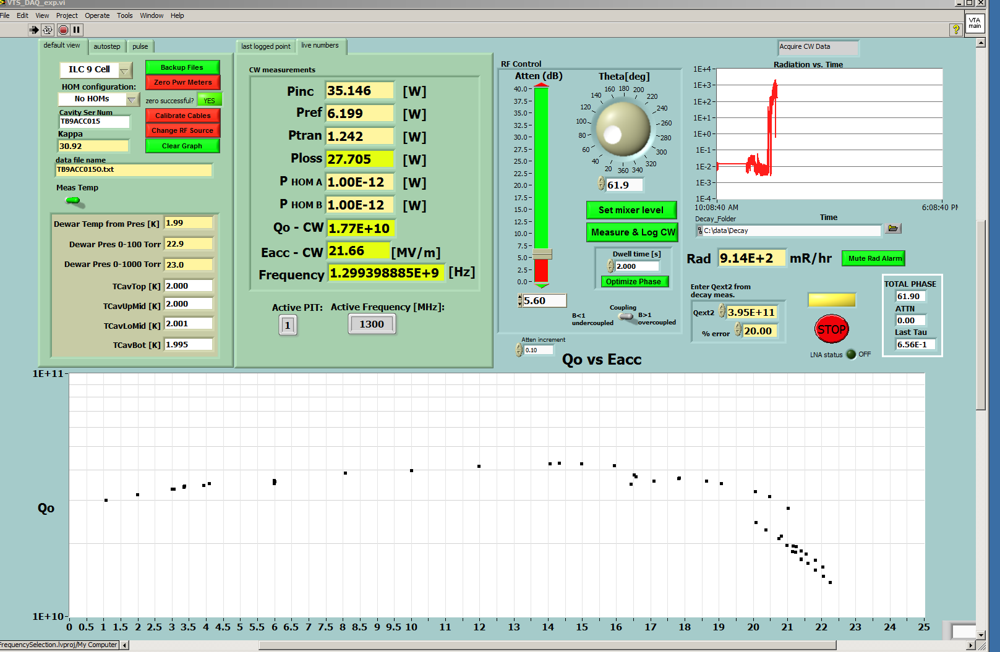 VTS_DAQ_exp.vi
File Edit View Project Operate Tools Window Help
VTA
main
default view autostep pulse
last logged point live numbers
Acquire CW Data
ILC 9 Cell
Backup Files
Zero Pwr Meters
HOM configuration:
No HOMs
zero successful? YES
Cavity Ser Num
TB9ACC015
Calibrate Cables
Change RF Source
Kappa
30.92
Clear Graph
data file name
TB9ACC015O.txt
Meas Temp
Dewar Temp from Pres [K] 1.99
Dewar Pres 0-100 Torr 22.9
Dewar Pres 0-1000 Torr 23.0
TCavTop [K] 2.000
TCavUpMid [K] 2.000
TCavLoMid [K] 2.001
TCavBot [K] 1.995
CW measurements
Pinc 35.146 [W]
Pref 6.199 [W]
Ptran 1.242 [W]
Ploss 27.705 [W]
P HOM A 1.00E-12 [W]
P HOM B 1.00E-12 [W]
Qo - CW 1.77E+10
Eacc - CW 21.66 [MV/m]
Frequency 1.299398885E+9 [Hz]
Active PIT: Active Frequency [MHz]:
1 1300
RF Control
Atten (dB)
40.0
37.5
35.0
32.5
30.0
27.5
25.0
22.5
20.0
17.5
15.0
12.5
10.0
7.5
5.0
2.5
0.0
5.60
Theta[deg]
20 40 60 80 100 120 140 160 180 200 220 240 260 280 300 320 340 360
61.9
Set mixer level
Measure & Log CW
Dwell time [s]
2.000
Optimize Phase
Coupling
B<1
undercoupled
B>1
overcoupled
Atten increment
0.10
Radiation vs. Time
1E+4
1E+3
1E+2
1E+1
1E+0
1E-1
1E-2
1E-3
1E-4
10:08:40 AM 6:08:40 PM
Time
Decay_Folder
C:\data\Decay
Rad 9.14E+2 mR/hr
Mute Rad Alarm
Enter Qext2 from
decay meas.
Qext2 3.95E+11
% error 20.00
STOP
LNA status OFF
TOTAL PHASE
61.90
ATTN
0.00
Last Tau
6.56E-1
Qo vs Eacc
1E+11
Qo
1E+10
0 0.5 1 1.5 2 2.5 3 3.5 4 4.5 5 5.5 6 6.5 7 7.5 8 8.5 9 9.5 10 11 12 13 14 15 16 17 18 19 20 21 22 23 24 25
FrequencySelection.lvproj/My Computer